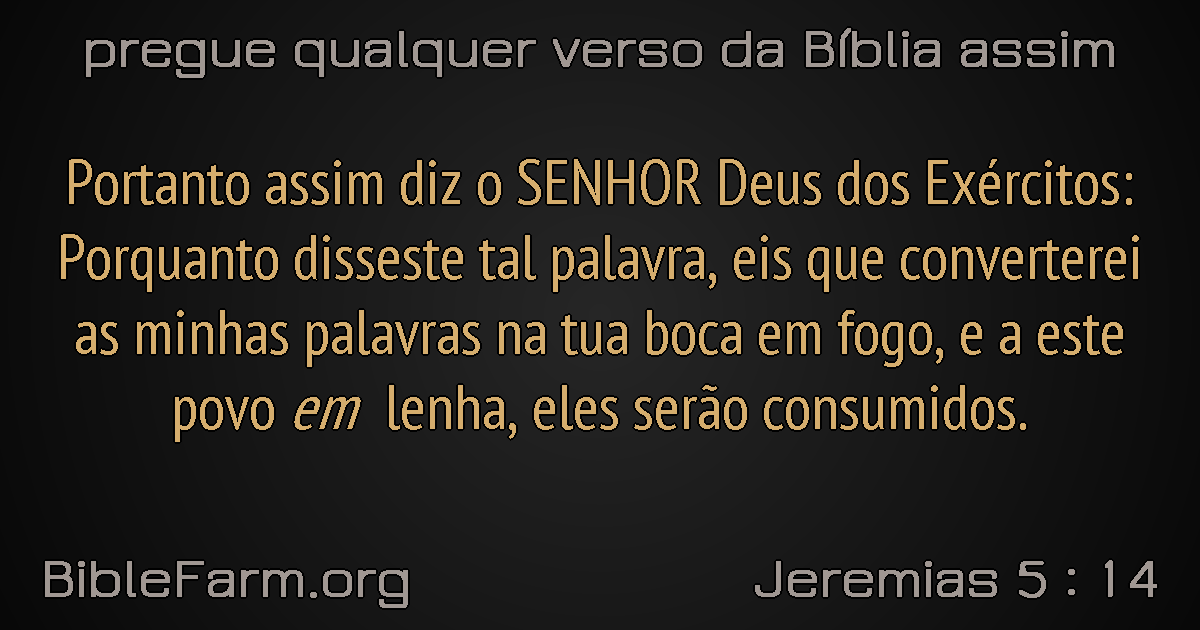 pregue qualquer verso da Bíblia assim
Portanto assim diz o SENHOR Deus dos Exércitos:
Porquanto disseste tal palavra, eis que converterei
as minhas palavras na tua boca em fogo, e a este
povo em lenha, eles serão consumidos.
BibleFarm.org
Jeremias 5 : 14